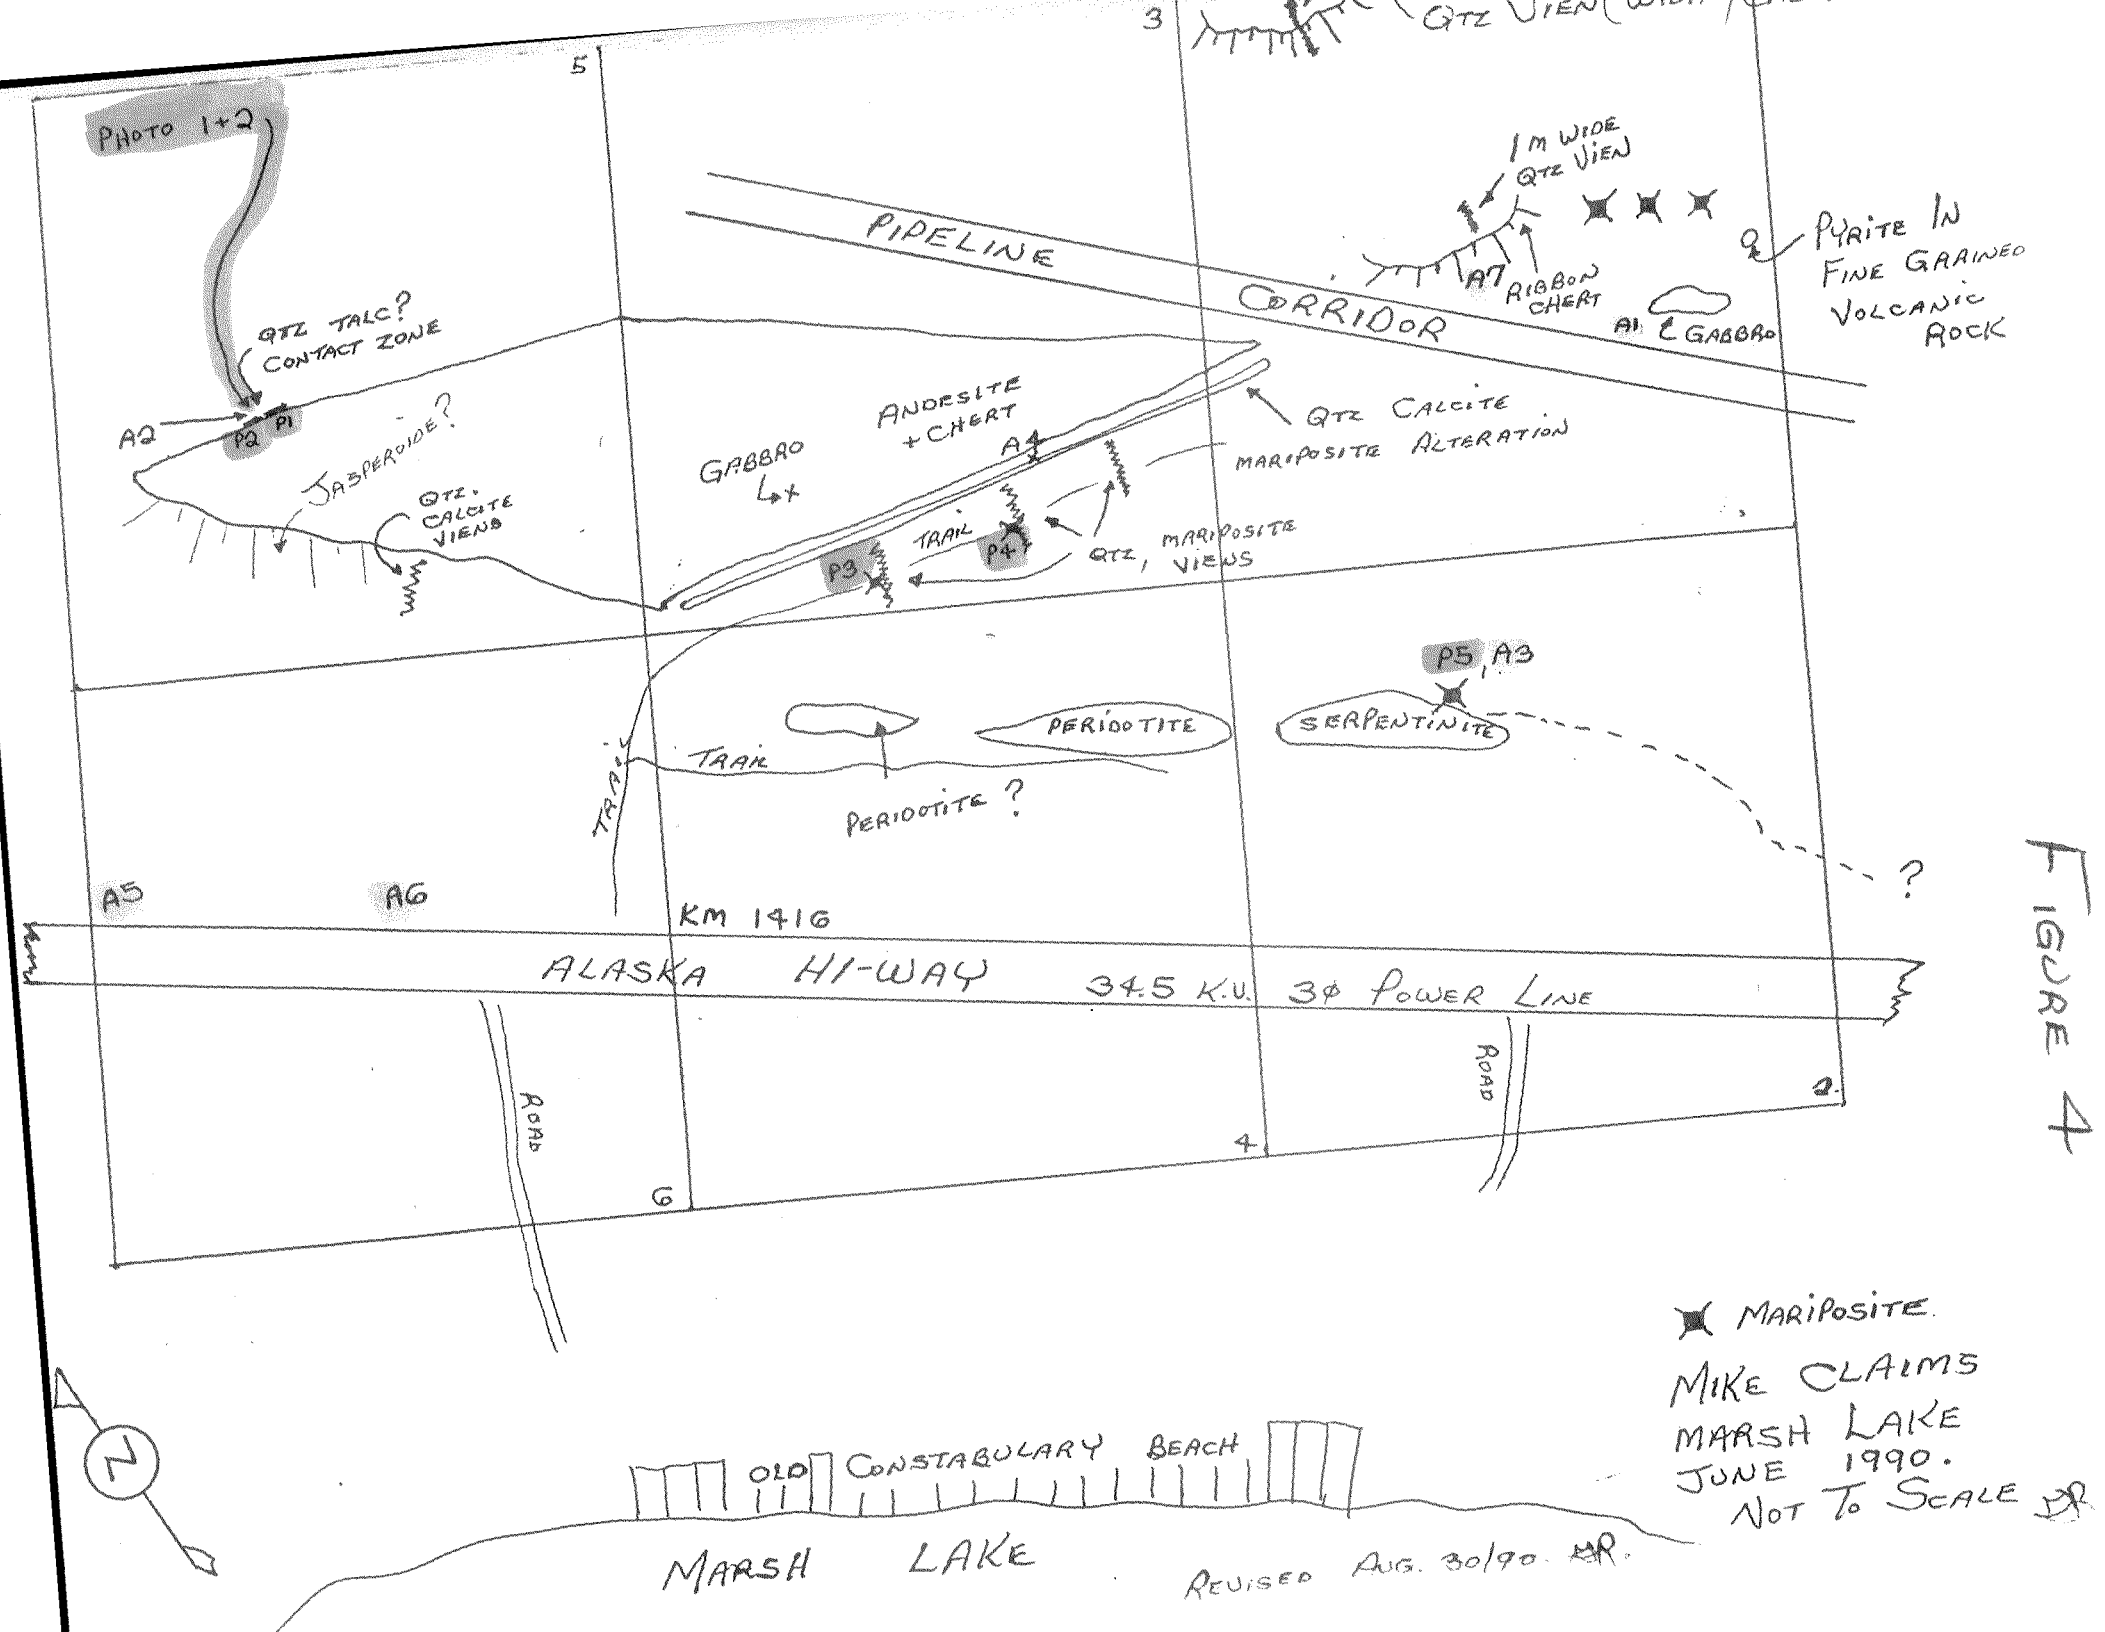 3
QTZ VIEN (WIDTH
5
PHOTO 1+2
1 M WIDE
QTZ VIEN
PIPELINE
CORRIDOR
A7
RIBBON
CHERT
A1
GABBRO
PYRITE IN
FINE GRAINED
VOLCANIC
ROCK
QTZ TALC?
CONTACT ZONE
A2
P2
P1
JASPEROIDE?
QTZ.
CALCITE
VIENS
GABBRO
x
ANDESITE
+ CHERT
A4
QTZ CALCITE
MARIPOSITE ALTERATION
TRAIL
P3
P4
QTZ, MARIPOSITE
VIENS
P5, A3
PERIDOTITE
SERPENTINITE
TRAIL
TRAIL
PERIDOTITE?
?
A5
A6
KM 1416
ALASKA HI-WAY
34.5 K.V. 3φ POWER LINE
ROAD
ROAD
2
4
6
FIGURE 4
N
MARIPOSITE.
MIKE CLAIMS
MARSH LAKE
JUNE 1990.
NOT TO SCALE
OLD CONSTABULARY BEACH
MARSH LAKE
REVISED AUG. 30/90.